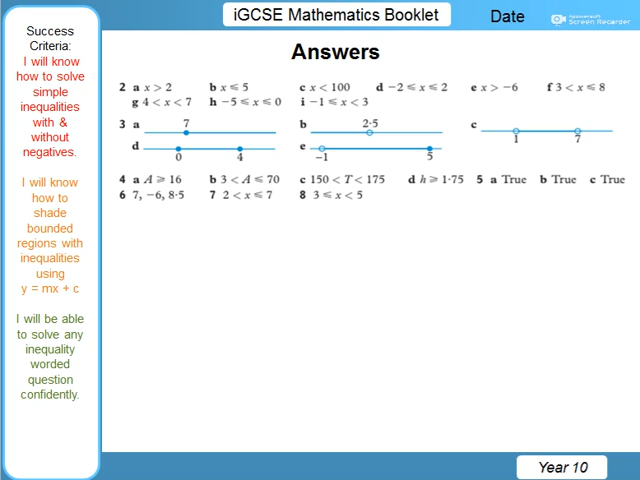 iGCSE Mathematics Booklet
Date
Apowersoft
Screen Recorder
Success
Criteria:
I will know
how to solve
simple
inequalities
with &
without
negatives.
I will know
how to
shade
bounded
regions with
inequalities
using
y = mx + c
I will be able
to solve any
inequality
worded
question
confidently.
Answers
2 a x > 2 b x ⩽ 5 c x < 100 d −2 ⩽ x ⩽ 2 e x > −6 f 3 < x ⩽ 8
g 4 < x < 7 h −5 ⩽ x ⩽ 0 i −1 ⩽ x < 3
3 a 7 b 2·5 c 1 7
d 0 4 e −1 5
4 a A ⩾ 16 b 3 < A ⩽ 70 c 150 < T < 175 d h ⩾ 1·75 5 a True b True c True
6 7, −6, 8·5 7 2 < x ⩽ 7 8 3 ⩽ x < 5
Year 10